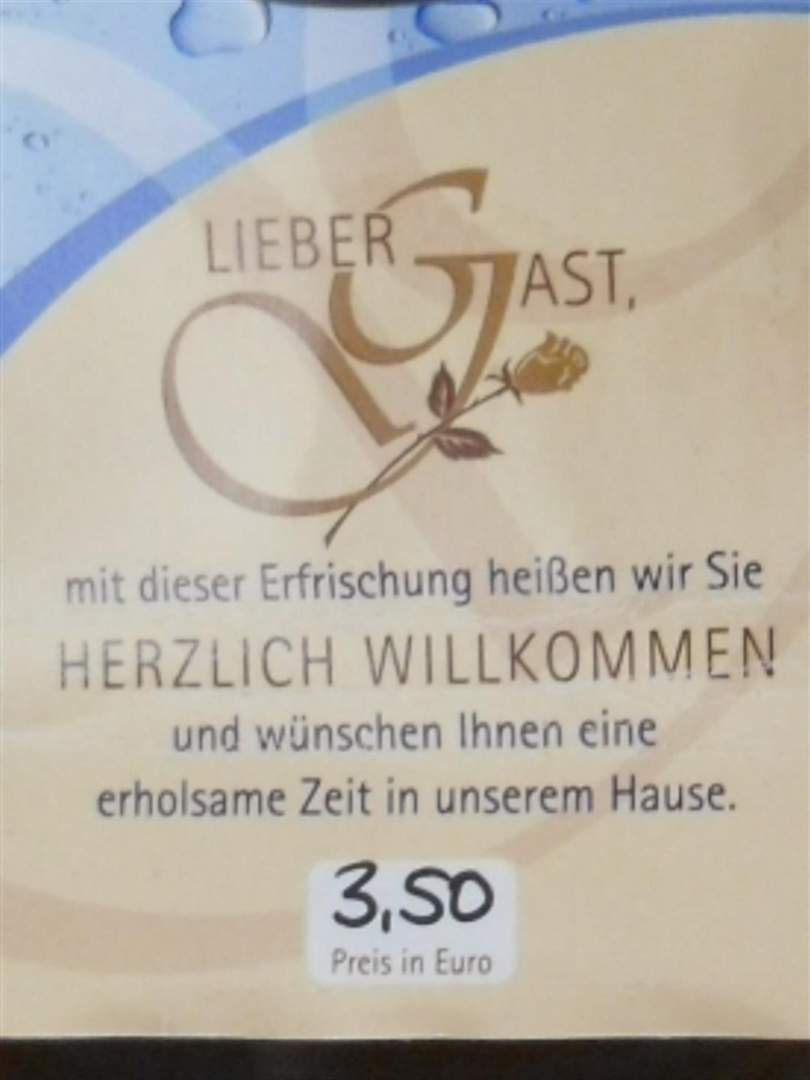 LIEBER GAST,
mit dieser Erfrischung heißen wir Sie
HERZLICH WILLKOMMEN
und wünschen Ihnen eine
erholsame Zeit in unserem Hause.
3,50
Preis in Euro